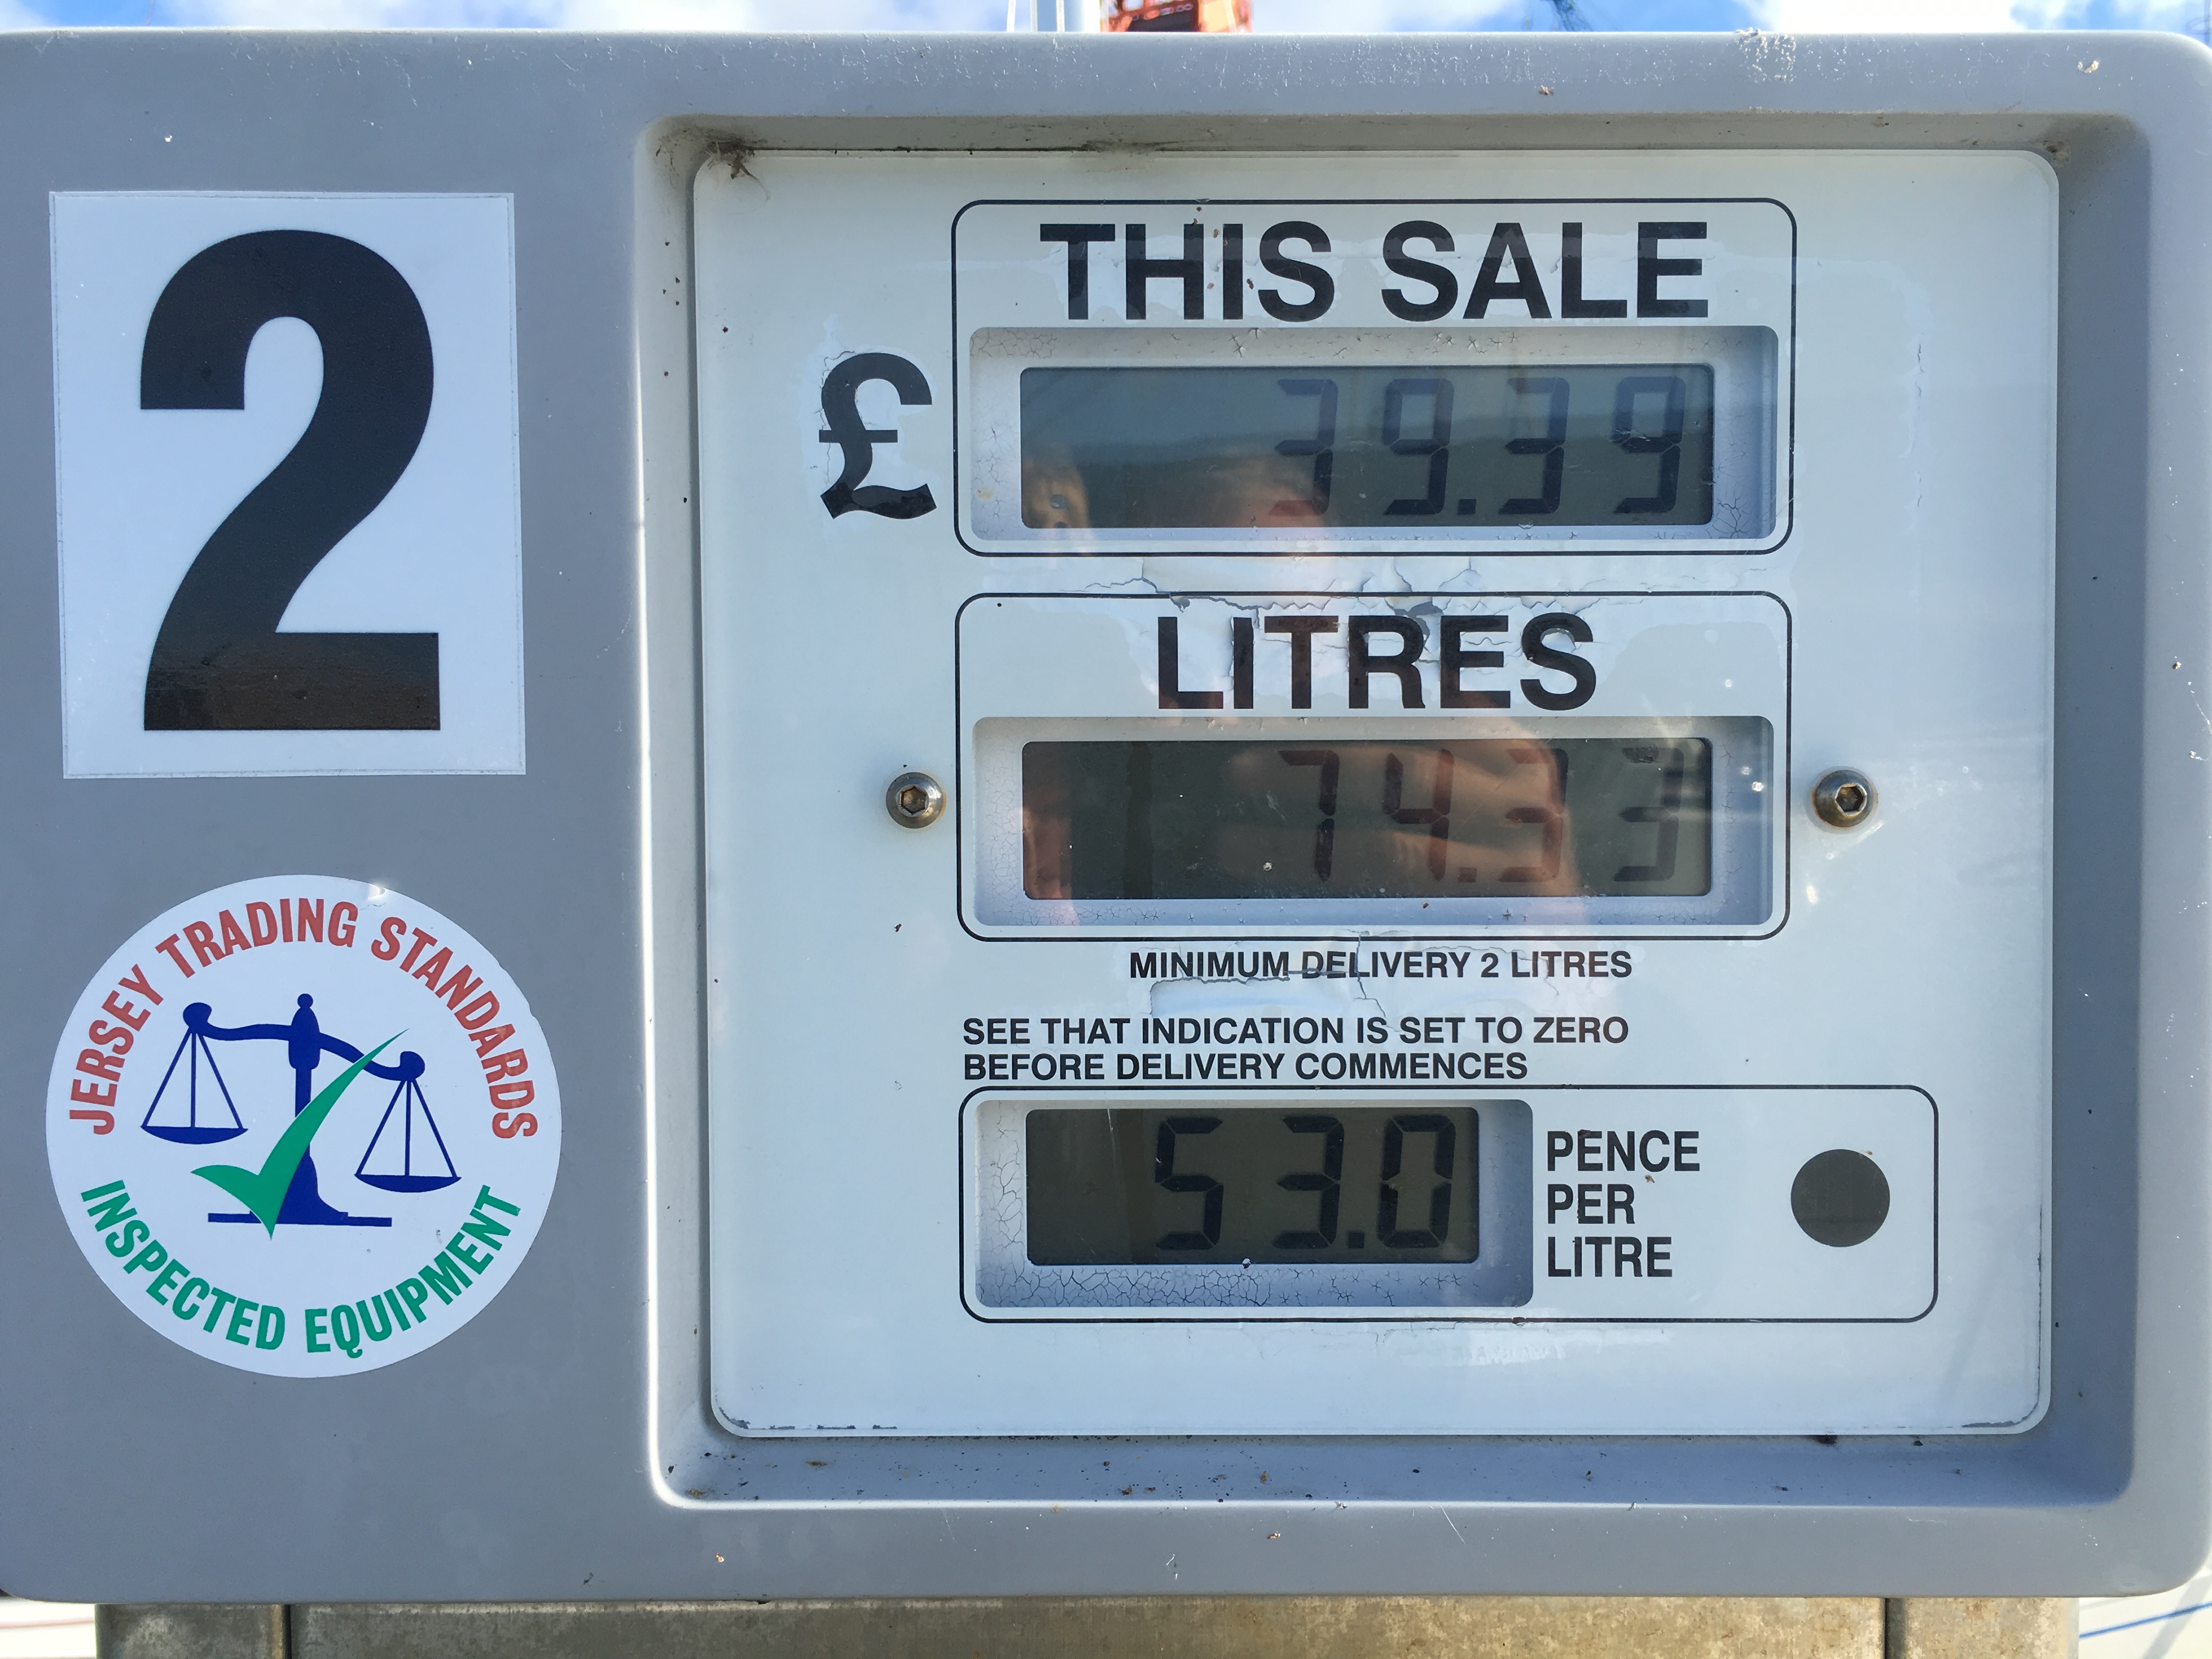 2
THIS SALE
£ 39.39
LITRES
74.33
MINIMUM DELIVERY 2 LITRES
SEE THAT INDICATION IS SET TO ZERO
BEFORE DELIVERY COMMENCES
53.0
PENCE
PER
LITRE
JERSEY TRADING STANDARDS
INSPECTED EQUIPMENT